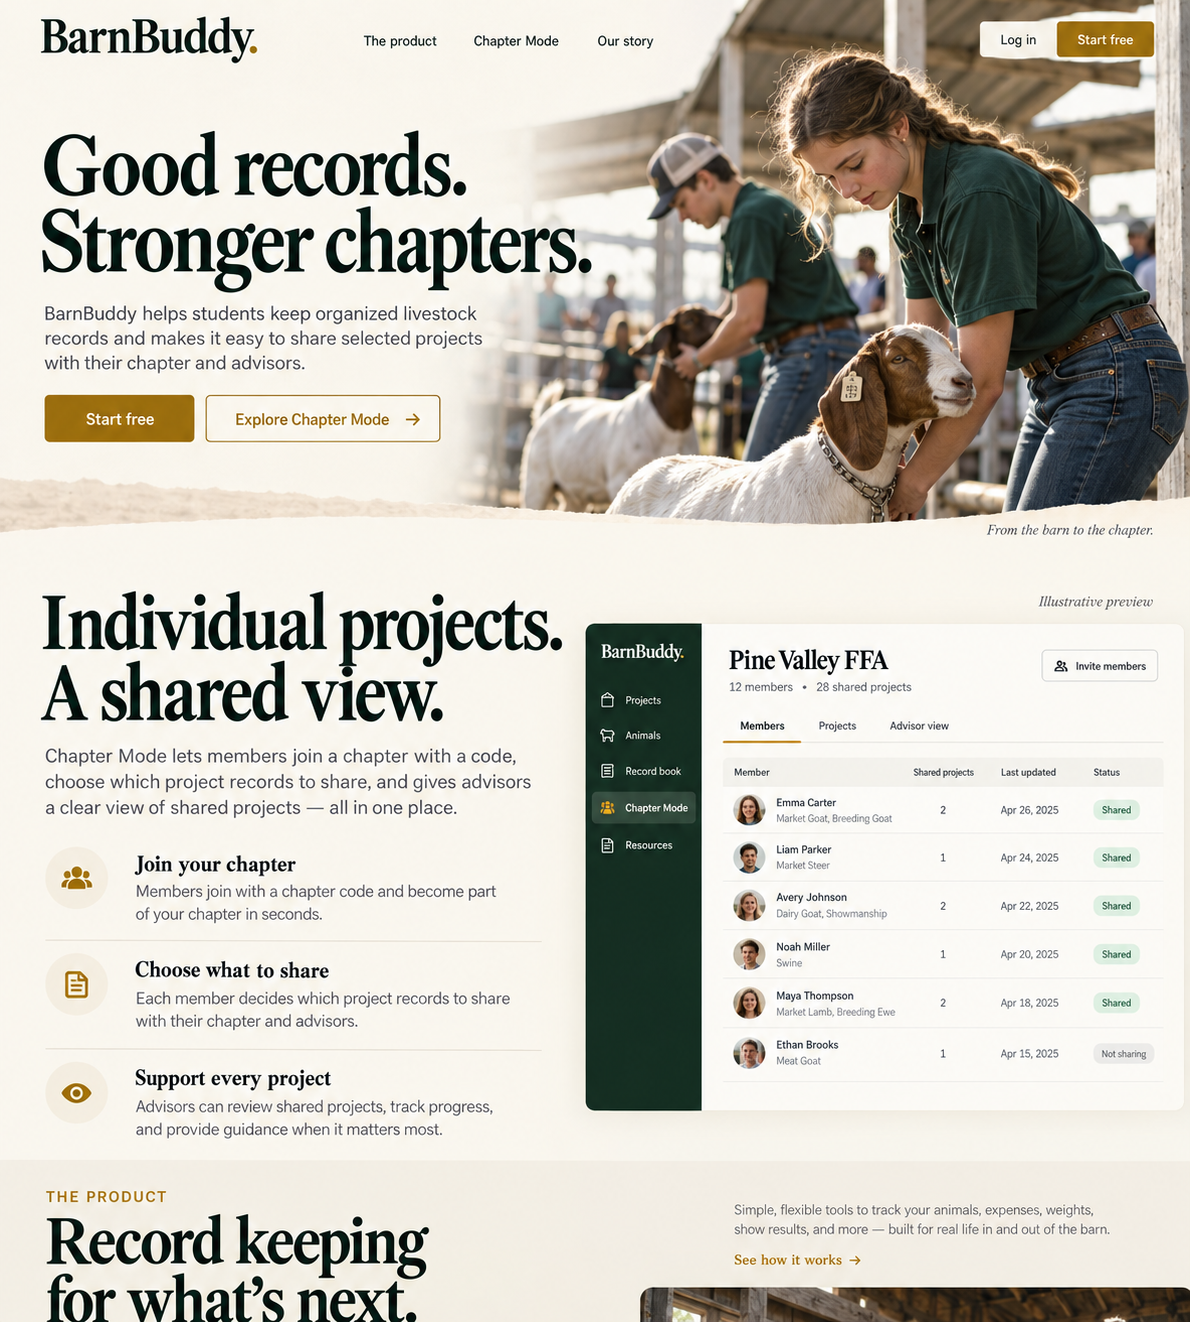 BarnBuddy.
The product
Chapter Mode
Our story
Log in
Start free
Good records.
Stronger chapters.
BarnBuddy helps students keep organized livestock
records and makes it easy to share selected projects
with their chapter and advisors.
Start free
Explore Chapter Mode →
From the barn to the chapter.
Individual projects.
A shared view.
Chapter Mode lets members join a chapter with a code,
choose which project records to share, and gives advisors
a clear view of shared projects — all in one place.
Join your chapter
Members join with a chapter code and become part
of your chapter in seconds.
Choose what to share
Each member decides which project records to share
with their chapter and advisors.
Support every project
Advisors can review shared projects, track progress,
and provide guidance when it matters most.
Illustrative preview
BarnBuddy.
Projects
Animals
Record book
Chapter Mode
Resources
Pine Valley FFA
12 members • 28 shared projects
Invite members
Members
Projects
Advisor view
Member
Shared projects
Last updated
Status
Emma Carter
Market Goat, Breeding Goat
2
Apr 26, 2025
Shared
Liam Parker
Market Steer
1
Apr 24, 2025
Shared
Avery Johnson
Dairy Goat, Showmanship
2
Apr 22, 2025
Shared
Noah Miller
Swine
1
Apr 20, 2025
Shared
Maya Thompson
Market Lamb, Breeding Ewe
2
Apr 18, 2025
Shared
Ethan Brooks
Meat Goat
1
Apr 15, 2025
Not sharing
THE PRODUCT
Record keeping
for what's next.
Simple, flexible tools to track your animals, expenses, weights,
show results, and more — built for real life in and out of the barn.
See how it works →